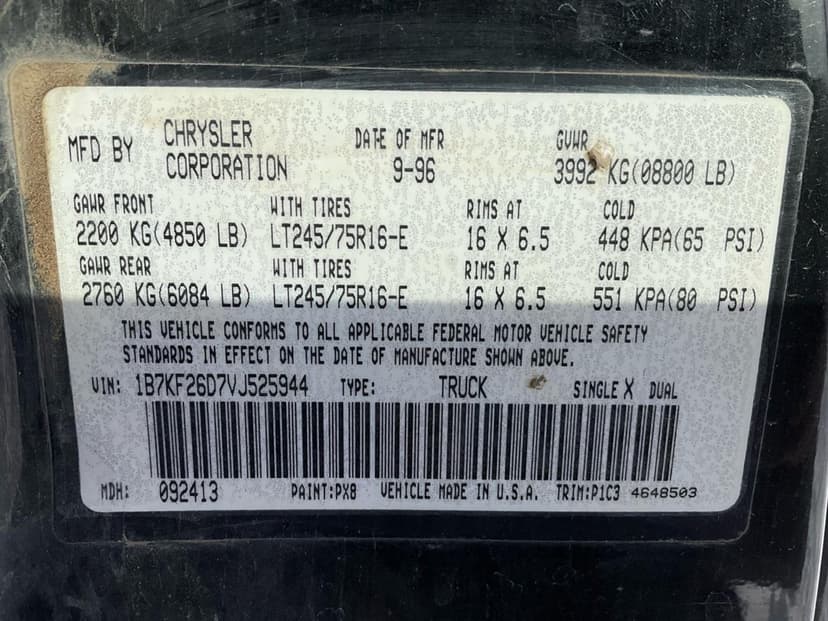 MFD BY CHRYSLER CORPORATION DATE OF MFR 9-96 GVWR 3992 KG(08800 LB)
GAWR FRONT WITH TIRES RIMS AT COLD
2200 KG(4850 LB) LT245/75R16-E 16 X 6.5 448 KPA(65 PSI)
GAWR REAR WITH TIRES RIMS AT COLD
2760 KG(6084 LB) LT245/75R16-E 16 X 6.5 551 KPA(80 PSI)
THIS VEHICLE CONFORMS TO ALL APPLICABLE FEDERAL MOTOR VEHICLE SAFETY
STANDARDS IN EFFECT ON THE DATE OF MANUFACTURE SHOWN ABOVE.
VIN: 1B7KF26D7VJ525944 TYPE: TRUCK SINGLE X DUAL
MDH: 092413 PAINT:PX8 VEHICLE MADE IN U.S.A. TRIM:P1C3 4648503